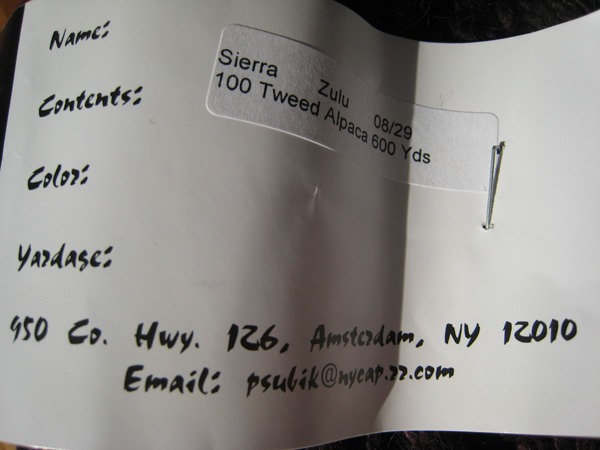 Name:
Sierra Zulu 08/29
100 Tweed Alpaca 600 Yds
Contents:
Color:
Yardage:
950 Co. Hwy. 126, Amsterdam, NY 12010
Email: psubik@nycap.rr.com